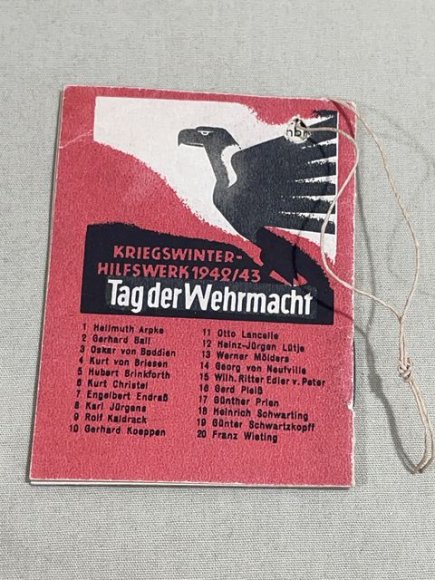 nbr
KRIEGSWINTER-
HILFSWERK 1942/43
Tag der Wehrmacht
1 Hellmuth Arpke
2 Gerhard Ball
3 Oskar von Boddien
4 Kurt von Briesen
5 Hubert Brinkforth
6 Kurt Christel
7 Engelbert Endraß
8 Karl Jürgens
9 Rolf Kaldrack
10 Gerhard Koeppen
11 Otto Lancelle
12 Heinz-Jürgen Lütje
13 Werner Mölders
14 Georg von Neufville
15 Wilh. Ritter Edler v. Peter
16 Gerd Pleiß
17 Günther Prien
18 Heinrich Schwarting
19 Günter Schwartzkopff
20 Franz Wieting